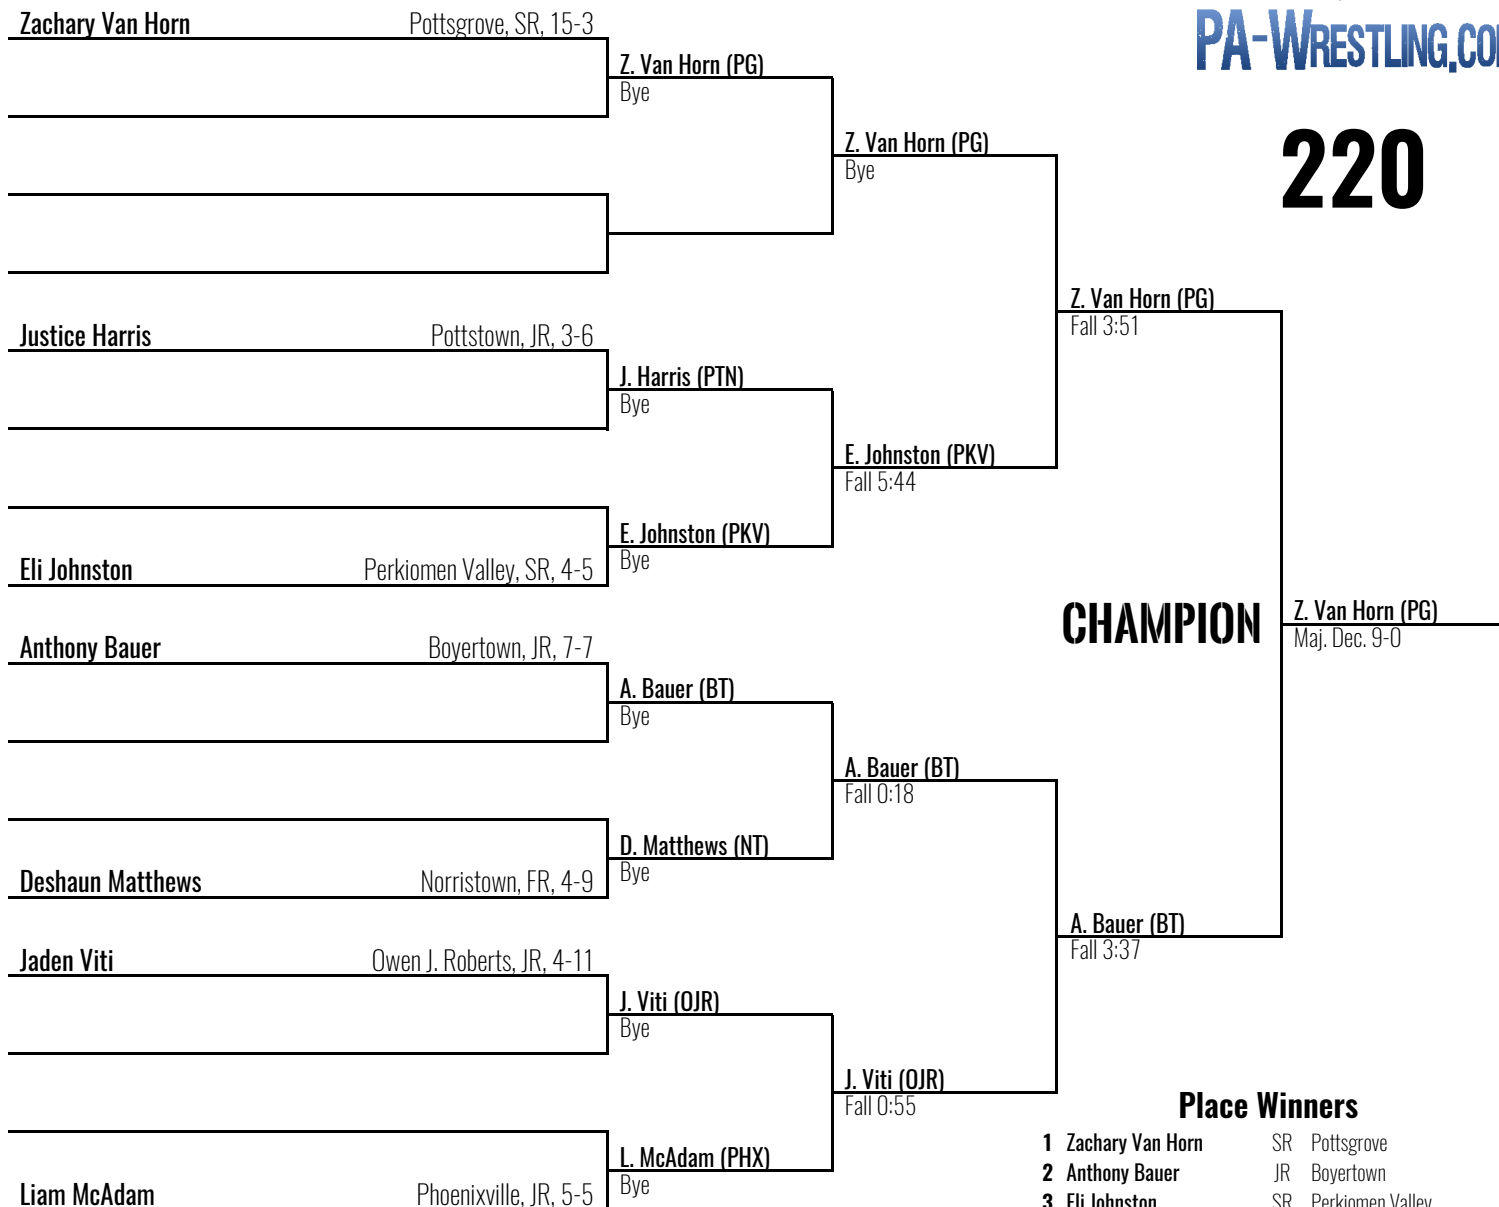 Zachary Van Horn Pottsgrove, SR, 15-3
PA-WRESTLING.CO
Z. Van Horn (PG)
Bye
Z. Van Horn (PG)
Bye
220
Z. Van Horn (PG)
Fall 3:51
Justice Harris Pottstown, JR, 3-6
J. Harris (PTN)
Bye
E. Johnston (PKV)
Fall 5:44
E. Johnston (PKV)
Bye
Eli Johnston Perkiomen Valley, SR, 4-5
CHAMPION
Z. Van Horn (PG)
Maj. Dec. 9-0
Anthony Bauer Boyertown, JR, 7-7
A. Bauer (BT)
Bye
A. Bauer (BT)
Fall 0:18
D. Matthews (NT)
Bye
Deshaun Matthews Norristown, FR, 4-9
A. Bauer (BT)
Fall 3:37
Jaden Viti Owen J. Roberts, JR, 4-11
J. Viti (OJR)
Bye
J. Viti (OJR)
Fall 0:55
L. McAdam (PHX)
Bye
Liam McAdam Phoenixville, JR, 5-5
Place Winners
1 Zachary Van Horn SR Pottsgrove
2 Anthony Bauer JR Boyertown
3 Eli Johnston SR Perkiomen Valley